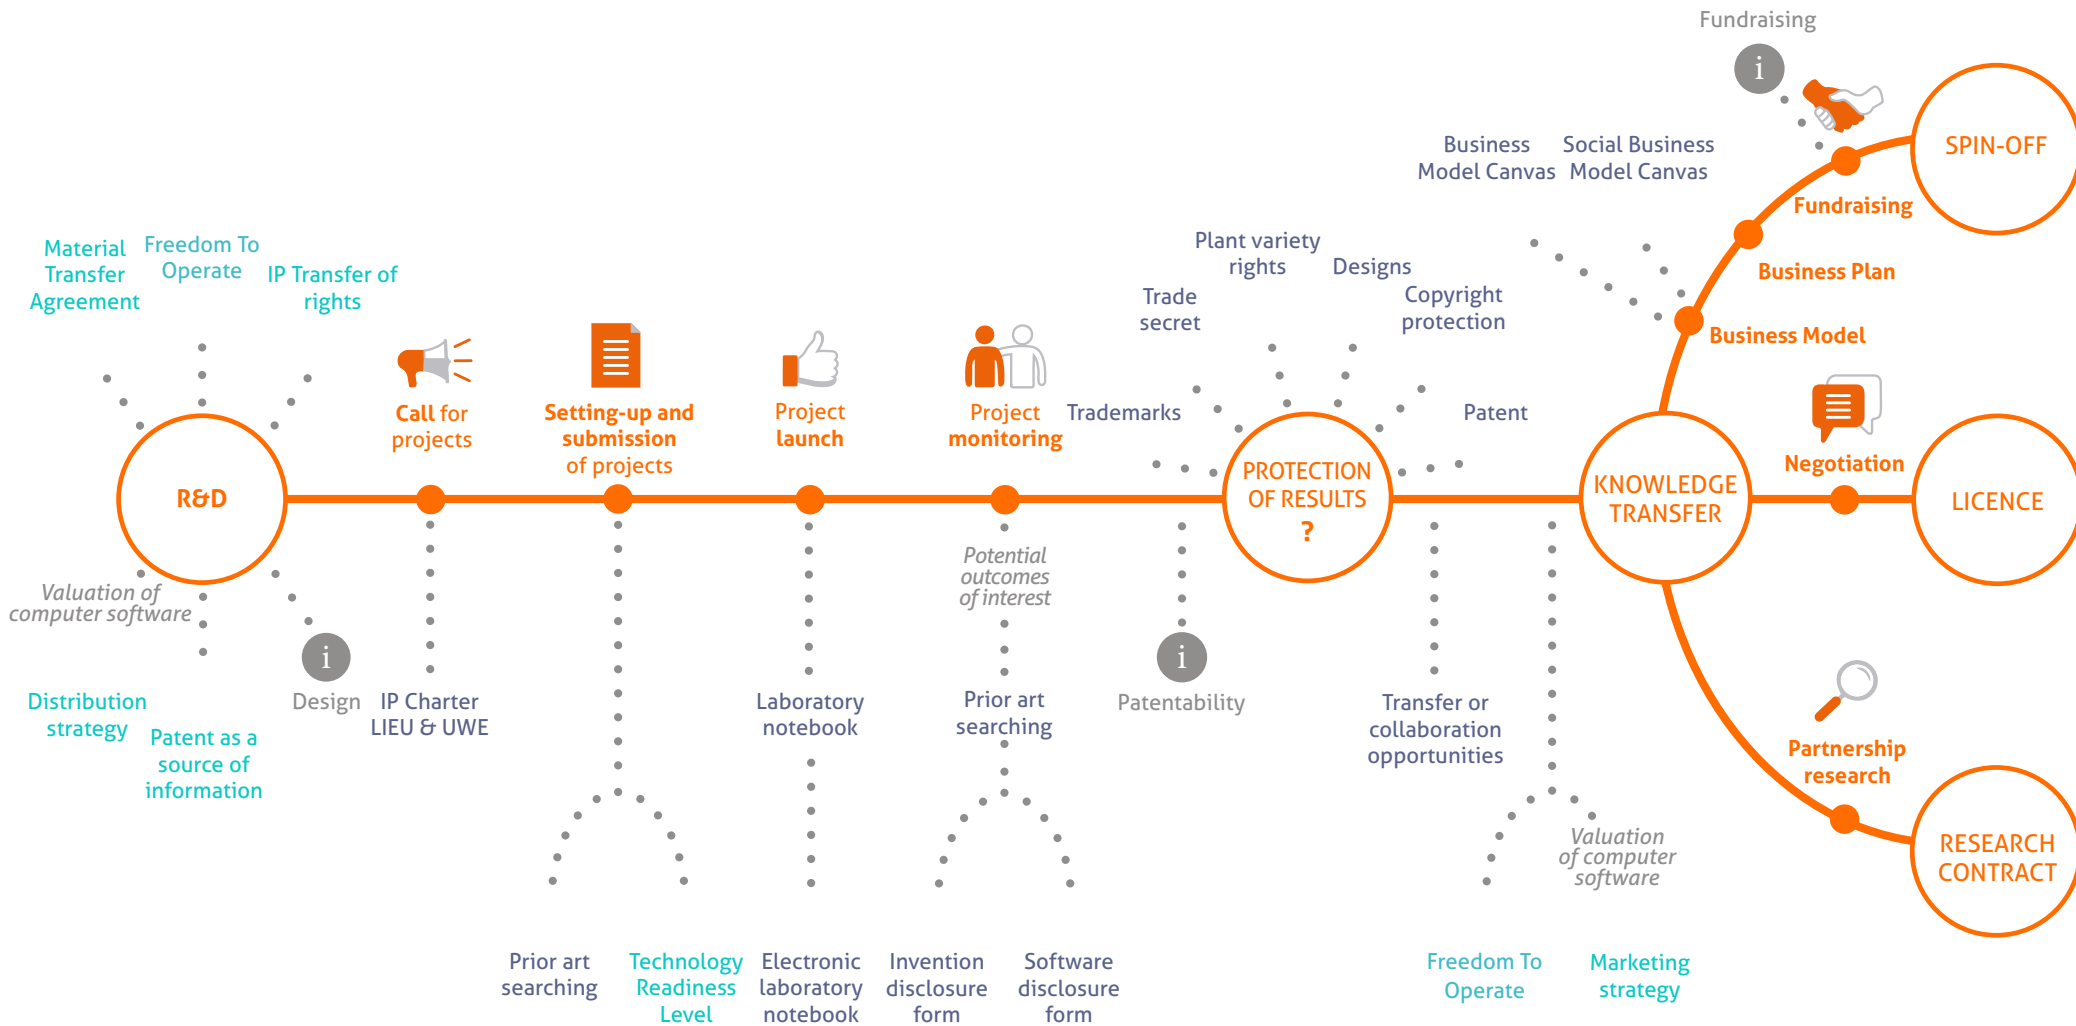 Fundraising
i
SPIN-OFF
Business
Model Canvas
Social Business
Model Canvas
Fundraising
Business Plan
Business Model
Material
Transfer
Agreement
Freedom To
Operate
IP Transfer of
rights
Plant variety
rights
Designs
Trade
secret
Copyright
protection
Trademarks
Patent
Call for
projects
Setting-up and
submission
of projects
Project
launch
Project
monitoring
Negotiation
R&D
PROTECTION
OF RESULTS
?
KNOWLEDGE
TRANSFER
LICENCE
Valuation of
computer software
Potential
outcomes
of interest
i
Design
i
Patentability
Distribution
strategy
Patent as a
source of
information
IP Charter
LIEU & UWE
Laboratory
notebook
Prior art
searching
Transfer or
collaboration
opportunities
Partnership
research
Valuation
of computer
software
RESEARCH
CONTRACT
Prior art
searching
Technology
Readiness
Level
Electronic
laboratory
notebook
Invention
disclosure
form
Software
disclosure
form
Freedom To
Operate
Marketing
strategy